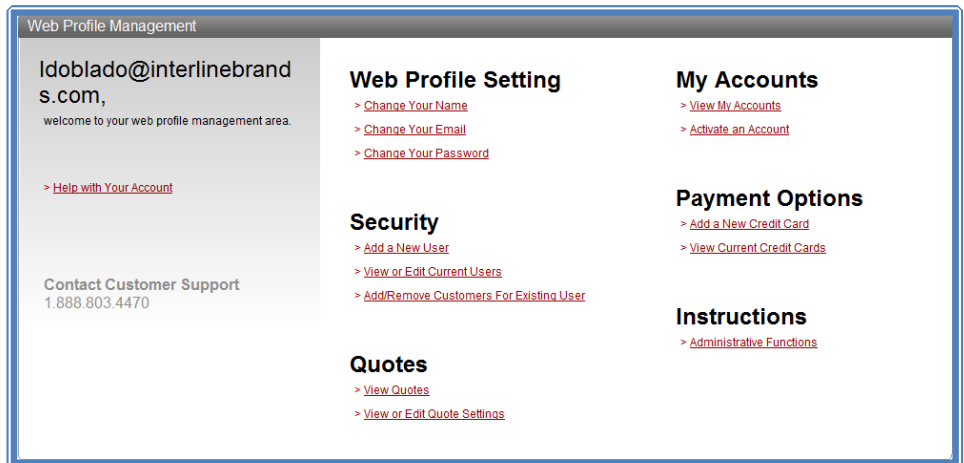 Web Profile Management
ldoblado@interlinebrand
s.com,
welcome to your web profile management area.
> Help with Your Account
Contact Customer Support
1.888.803.4470
Web Profile Setting
> Change Your Name
> Change Your Email
> Change Your Password
Security
> Add a New User
> View or Edit Current Users
> Add/Remove Customers For Existing User
Quotes
> View Quotes
> View or Edit Quote Settings
My Accounts
> View My Accounts
> Activate an Account
Payment Options
> Add a New Credit Card
> View Current Credit Cards
Instructions
> Administrative Functions